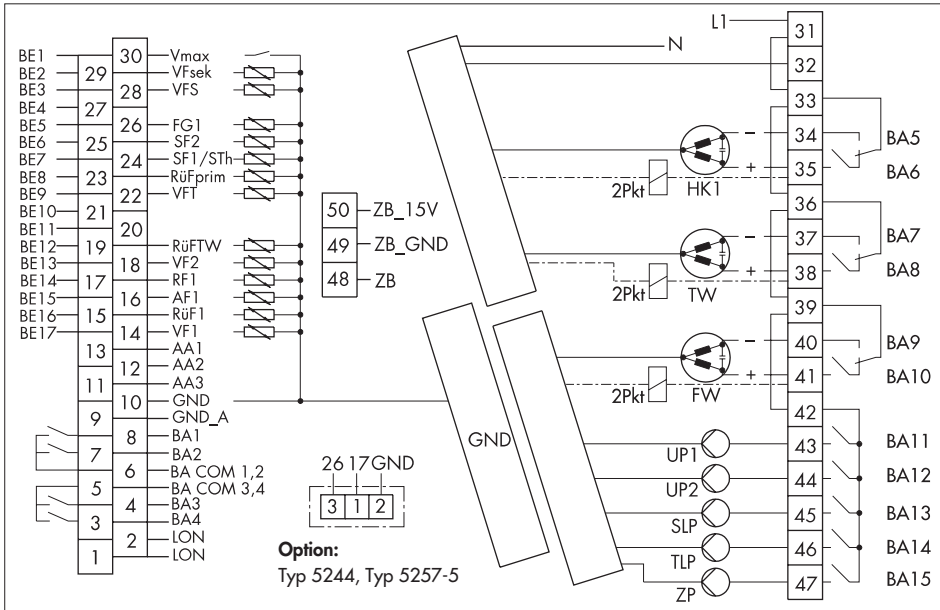 BE1 30 Vmax
BE2 29 VFsek
BE3 28 VFS
BE4 27
BE5 26 FG1
BE6 25 SF2
BE7 24 SF1/STh
BE8 23 RüFprim
BE9 22 VFT
BE10 21
BE11 20
BE12 19 RüFTW
BE13 18 VF2
BE14 17 RF1
BE15 16 AF1
BE16 15 RüF1
BE17 14 VF1
13 AA1
12 AA2
11 AA3
10 GND
9 GND_A
8 BA1
7 BA2
6 BA COM 1,2
5 BA COM 3,4
4 BA3
3 BA4
2 LON
1 LON
50 ZB_15V
49 ZB_GND
48 ZB
26 17 GND
3 1 2
Option:
Typ 5244, Typ 5257-5
GND
L1 31
N
32
33
34 BA5
35 BA6
2Pkt HK1 − +
36
37 BA7
38 BA8
2Pkt TW − +
39
40 BA9
41 BA10
2Pkt FW − +
42
UP1 43 BA11
UP2 44 BA12
SLP 45 BA13
TLP 46 BA14
ZP 47 BA15